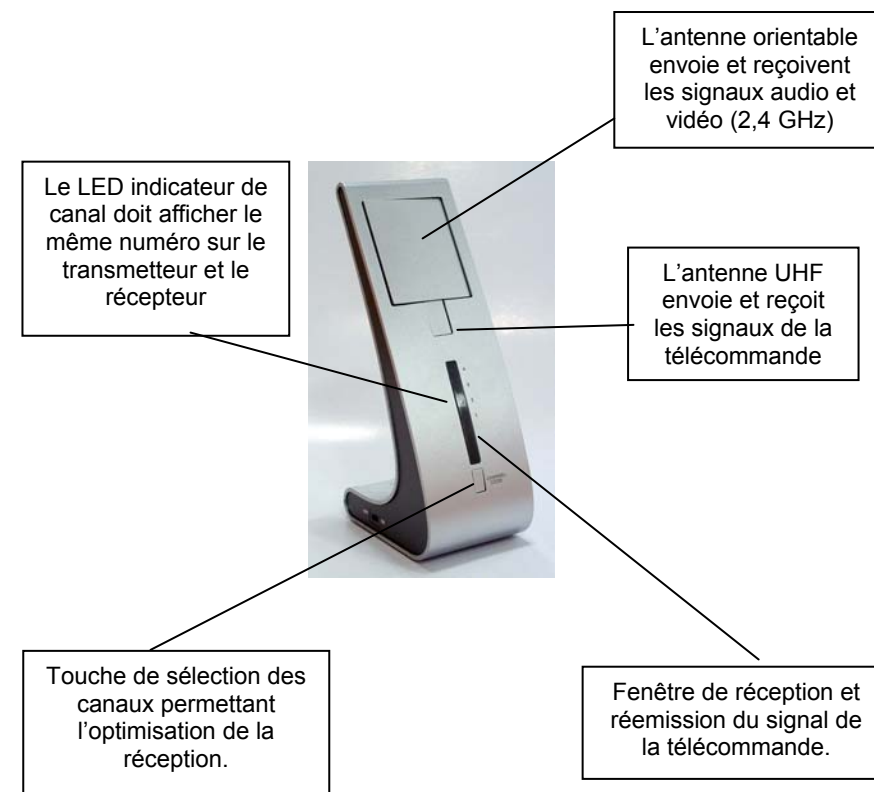 L'antenne orientable
envoie et reçoivent
les signaux audio et
vidéo (2,4 GHz)
Le LED indicateur de
canal doit afficher le
même numéro sur le
transmetteur et le
récepteur
L'antenne UHF
envoie et reçoit
les signaux de la
télécommande
Touche de sélection des
canaux permettant
l'optimisation de la
réception.
Fenêtre de réception et
réemission du signal de
la télécommande.